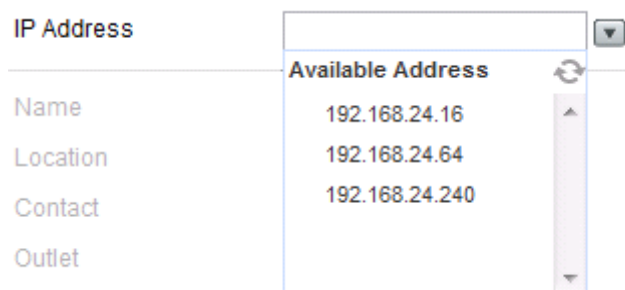 IP Address
Available Address
192.168.24.16
192.168.24.64
192.168.24.240
Name
Location
Contact
Outlet